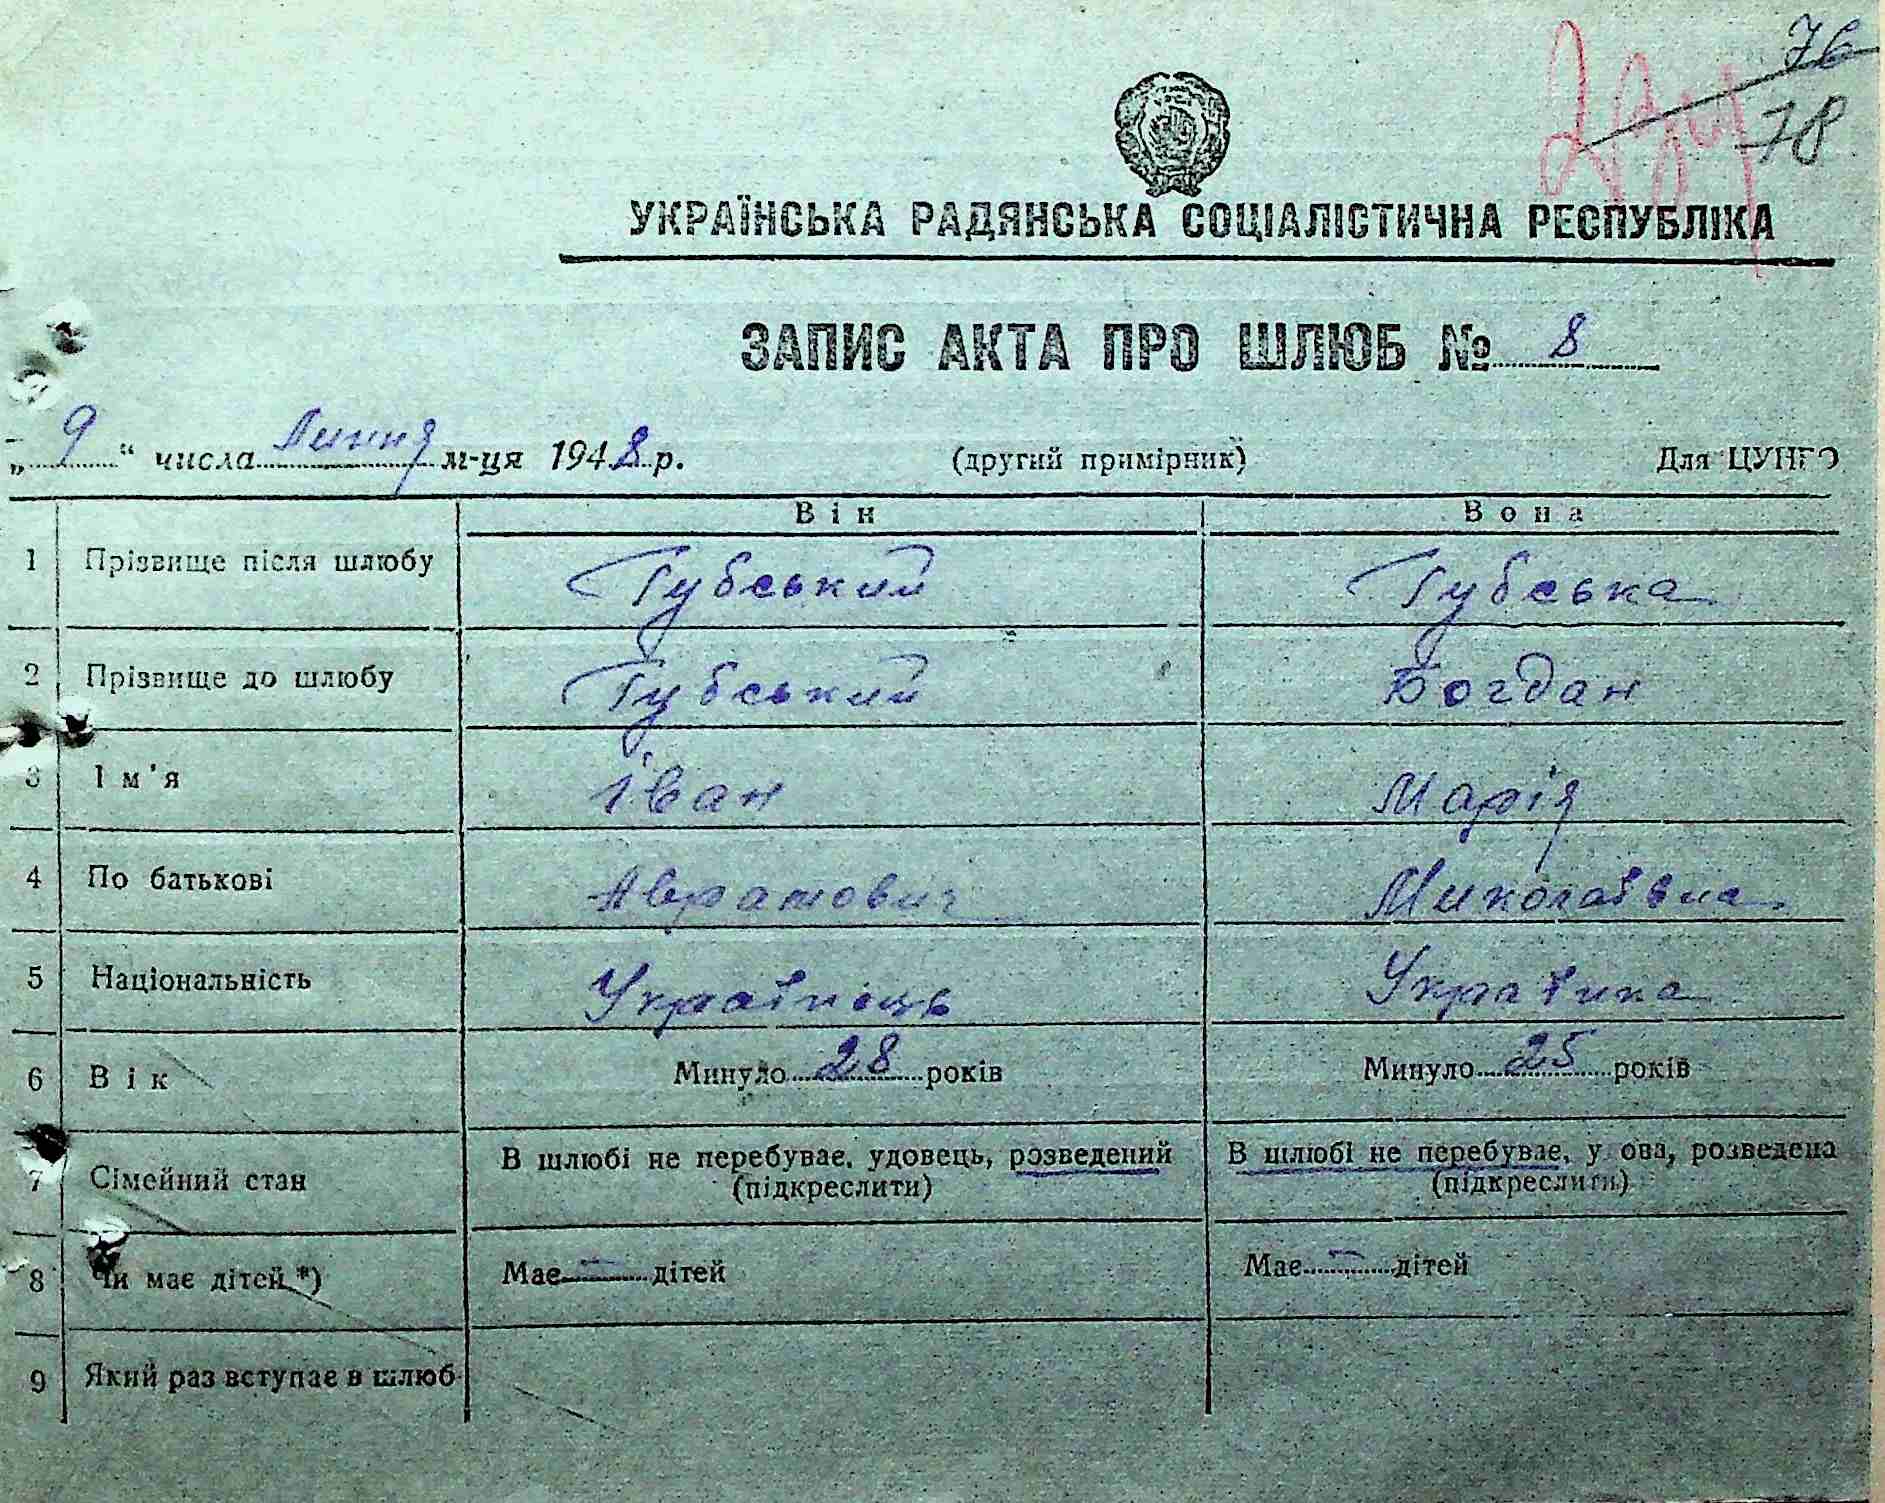 76
78
УКРАЇНСЬКА РАДЯНСЬКА СОЦІАЛІСТИЧНА РЕСПУБЛІКА
ЗАПИС АКТА ПРО ШЛЮБ № 8
„ 9 “ числа Липня м-ця 1948 р. (другий примірник) Для ЦУНГО
Він Вона
1 Прізвище після шлюбу Губський Губська
2 Прізвище до шлюбу Губський Богдан
3 Ім'я Іван Марія
4 По батькові Аврамович Миколаївна
5 Національність Українець Українка
6 Вік Минуло 28 років Минуло 25 років
7 Сімейний стан В шлюбі не перебуває, удовець, розведений В шлюбі не перебуває, у ова, розведена
(підкреслити) (підкреслити)
8 Чи має дітей *) Має — дітей Має — дітей
9 Який раз вступає в шлюб